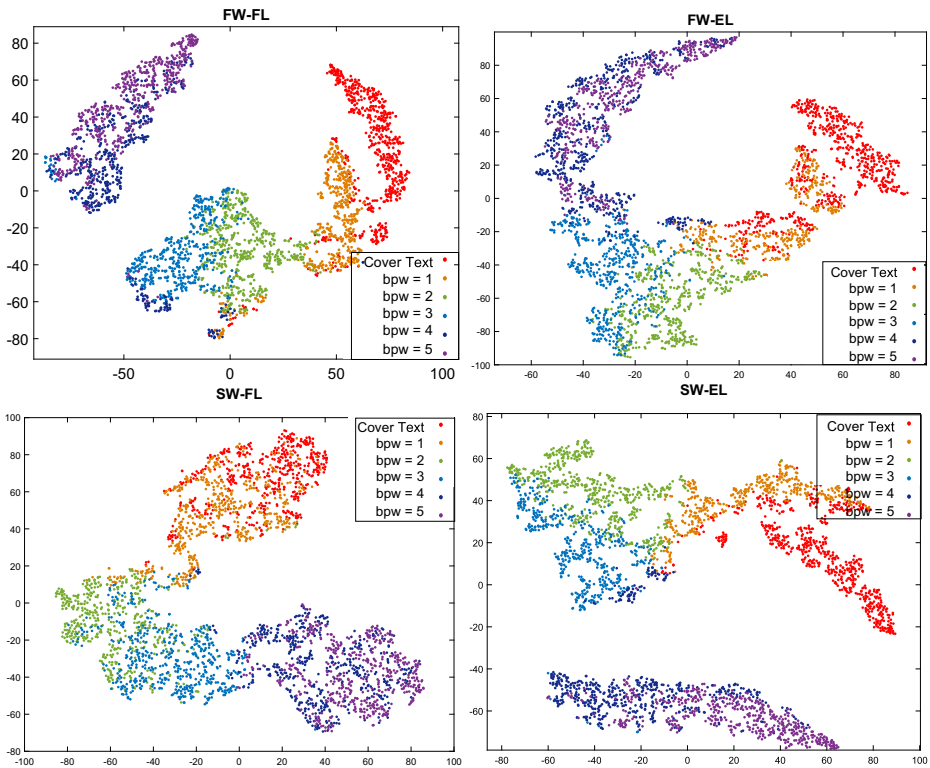 FW-FL
80
60
40
20
0
-20
-40
-60
-80
-50
0
50
100
Cover Text
bpw = 1
bpw = 2
bpw = 3
bpw = 4
bpw = 5
FW-EL
80
60
40
20
0
-20
-40
-60
-80
-100
-60
-40
-20
0
20
40
60
80
Cover Text
bpw = 1
bpw = 2
bpw = 3
bpw = 4
bpw = 5
SW-FL
100
80
60
40
20
0
-20
-40
-60
-80
-100
-80
-60
-40
-20
0
20
40
60
80
100
Cover Text
bpw = 1
bpw = 2
bpw = 3
bpw = 4
bpw = 5
SW-EL
80
60
40
20
0
-20
-40
-60
80
-80
-60
-40
-20
0
20
40
60
80
100
Cover Text
bpw = 1
bpw = 2
bpw = 3
bpw = 4
bpw = 5